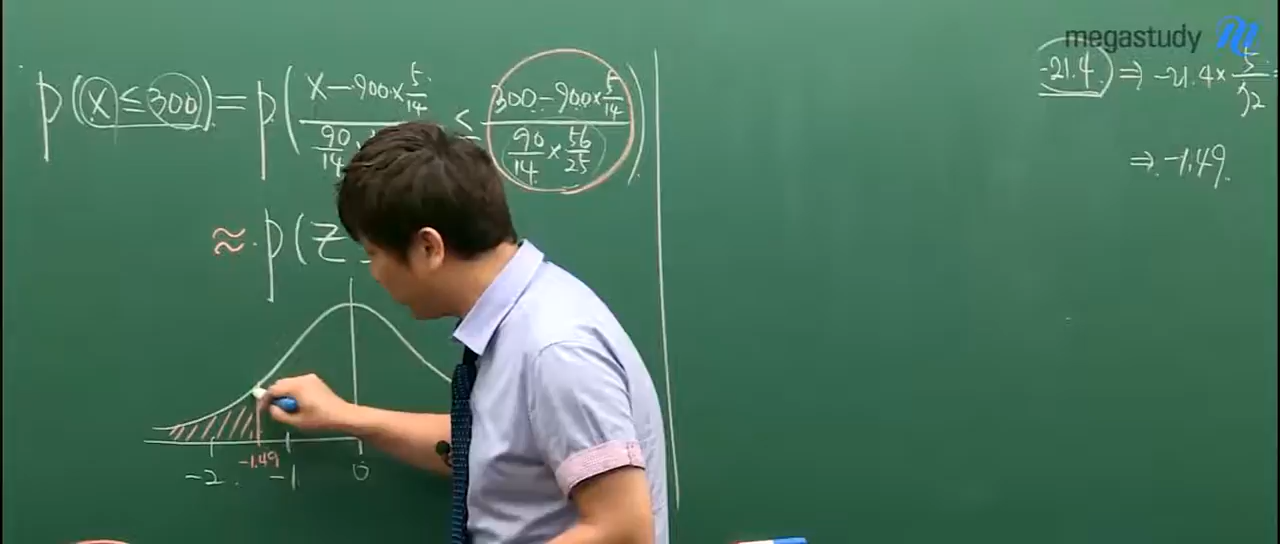 megastudy
P(X≤300)=P(X-900×5/14 / 90/14 ≤ 300-900×5/14 / 90/14×56/25)
≈ P(Z
-2 -1.49 -1 0
-21.4 ⇒ -21.4×5/
⇒ -1.49